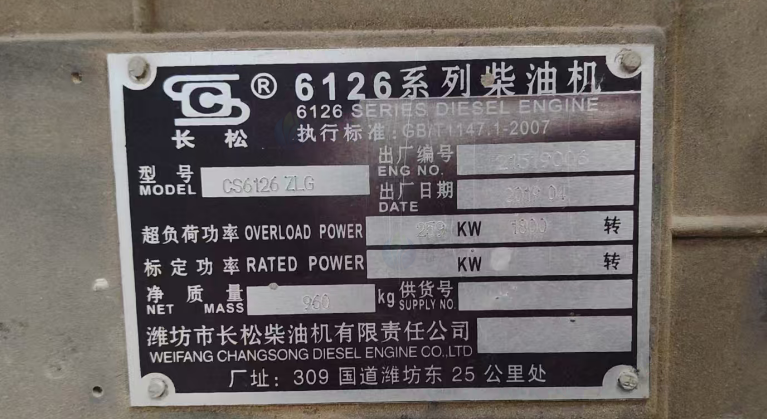 ® 6126系列柴油机
6126 SERIES DIESEL ENGINE
长松 执行标准:GB/T1147.1-2007
型号 MODEL CS6126 ZLG
出厂编号 ENG NO.
出厂日期 DATE
超负荷功率 OVERLOAD POWER KW 转
标定功率 RATED POWER KW 转
净质量 NET MASS 960 kg 供货号 SUPPLY NO.
潍坊市长松柴油机有限责任公司
WEIFANG CHANGSONG DIESEL ENGINE CO.,LTD
厂址: 309 国道潍坊东 25 公里处